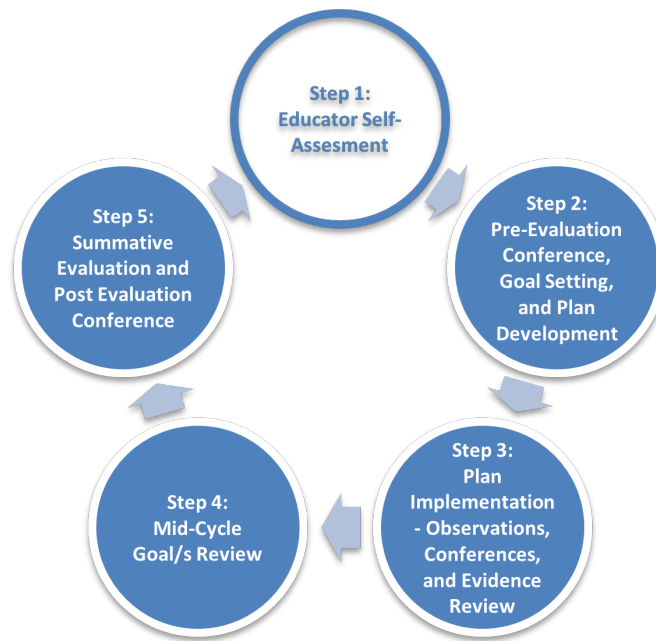 Step 1:
Educator Self-
Assesment
Step 2:
Pre-Evaluation
Conference,
Goal Setting,
and Plan
Development
Step 3:
Plan
Implementation
- Observations,
Conferences,
and Evidence
Review
Step 4:
Mid-Cycle
Goal/s Review
Step 5:
Summative
Evaluation and
Post Evaluation
Conference